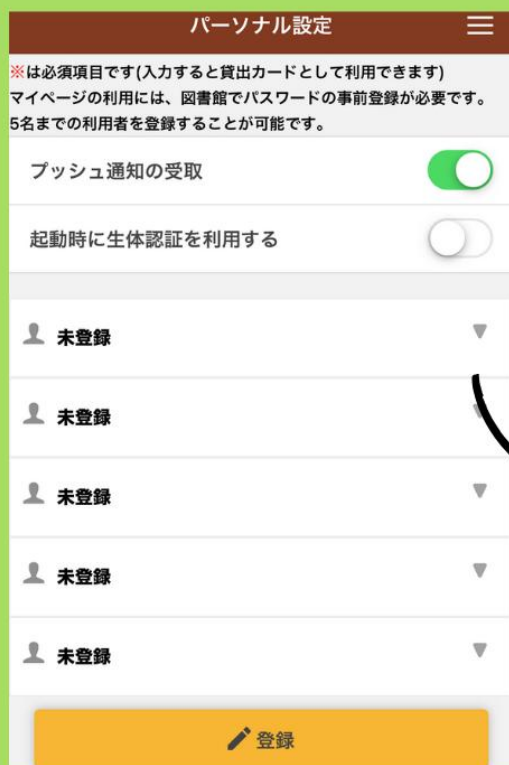 パーソナル設定
※は必須項目です(入力すると貸出カードとして利用できます)
マイページの利用には、図書館でパスワードの事前登録が必要です。
5名までの利用者を登録することが可能です。
プッシュ通知の受取
起動時に生体認証を利用する
未登録
未登録
未登録
未登録
未登録
登録